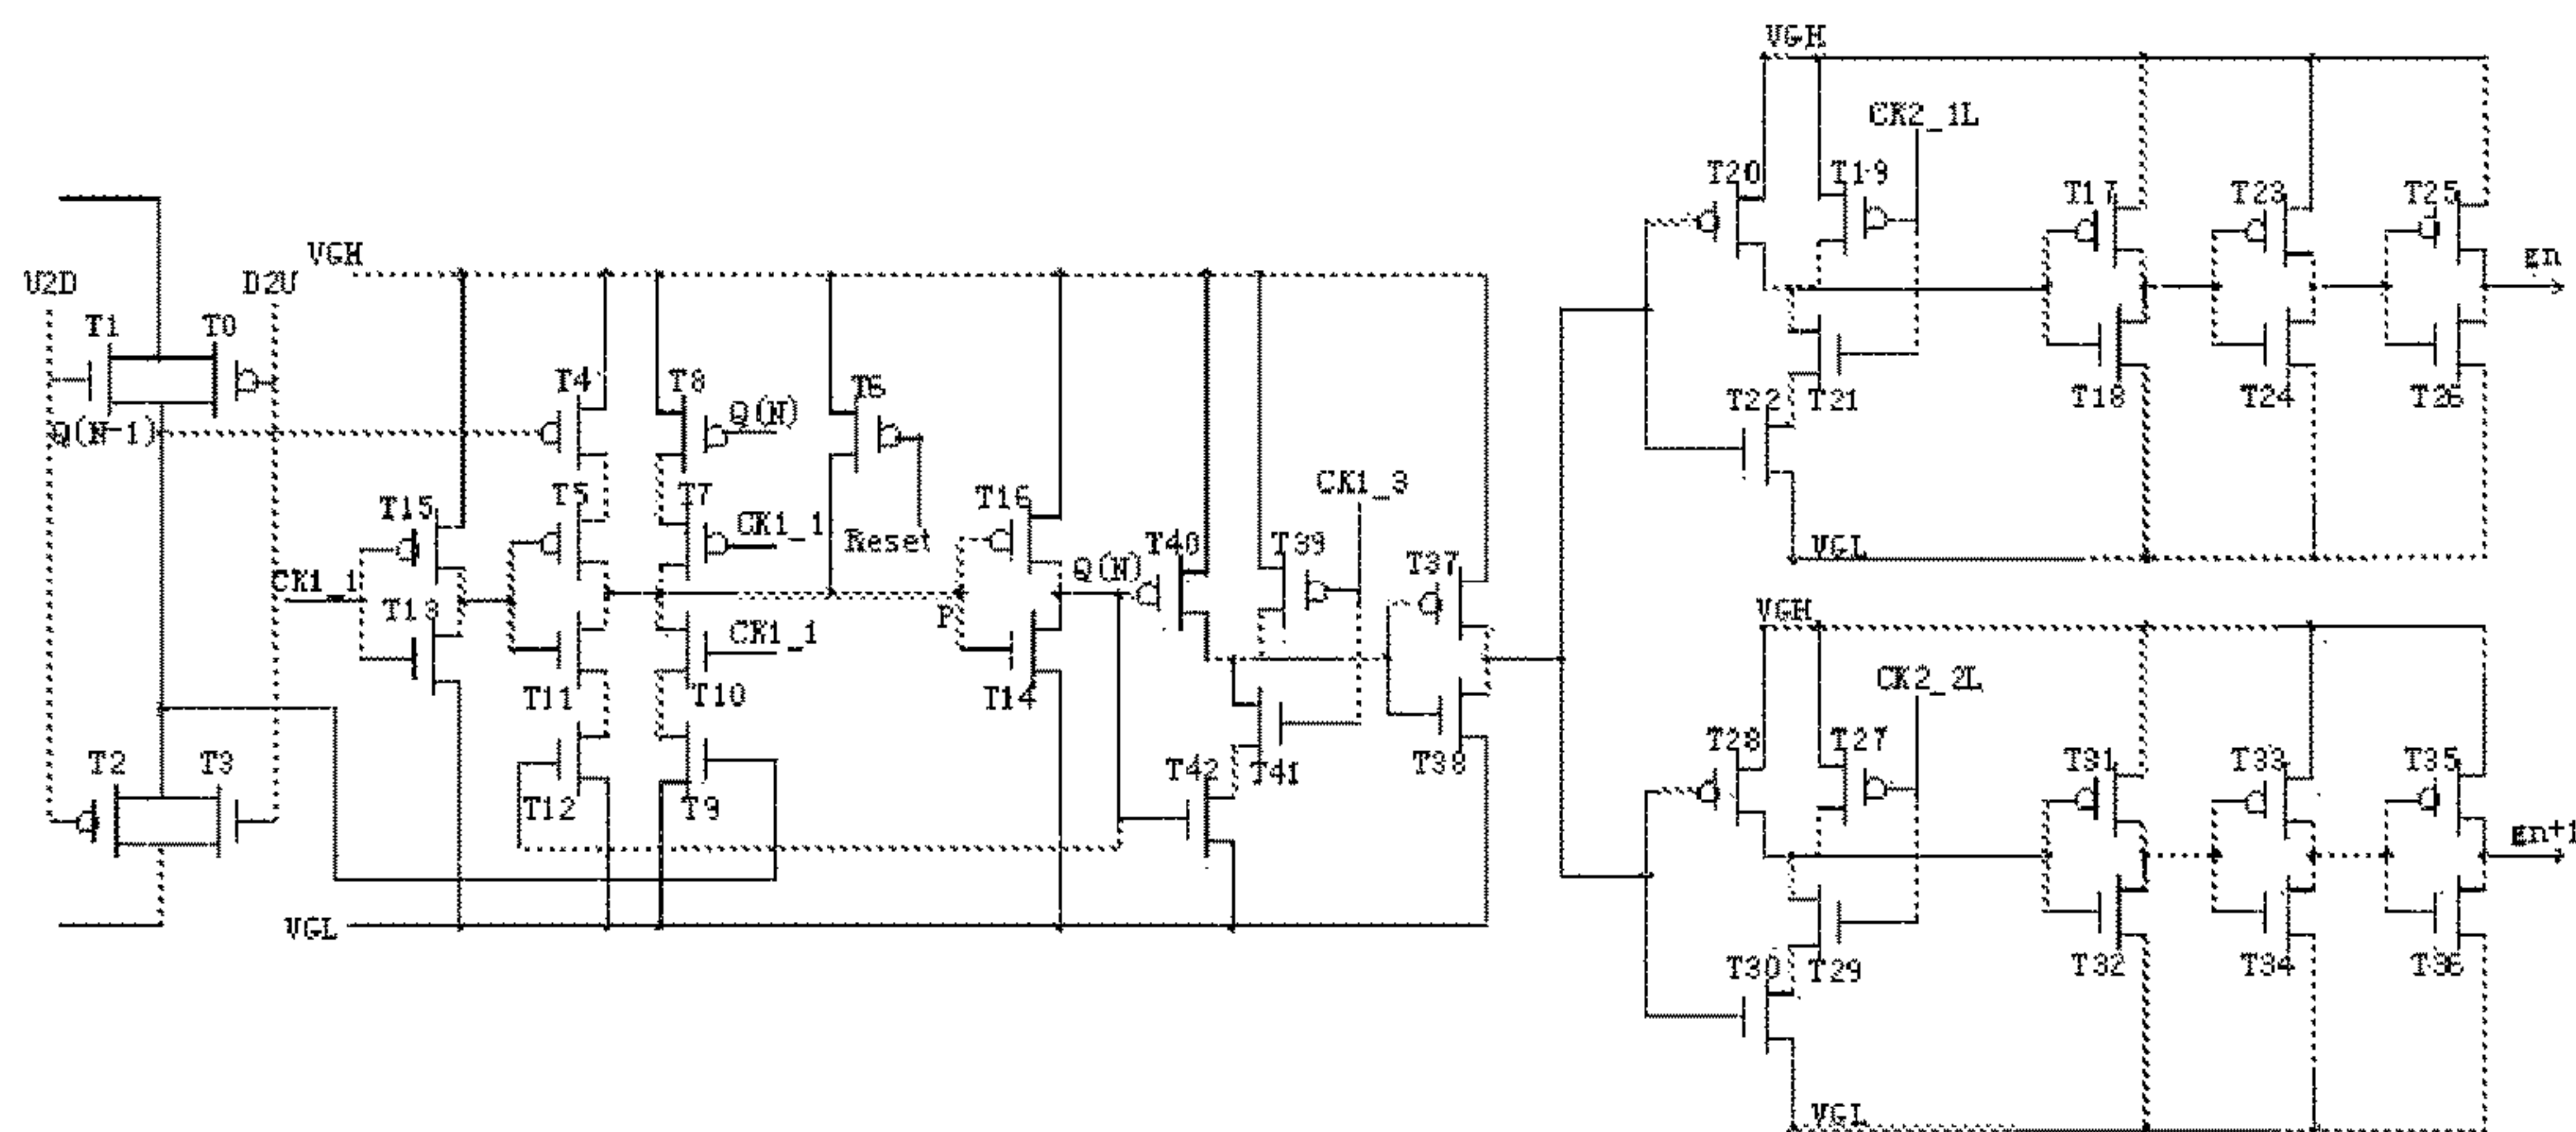 VGH
CK2_1L
T20
T19
T17
T23
T25
gn
T22
T21
T18
T24
T26
VGL
U2D
D2U
VGH
T1
T0
Q(N-1)
T4
T8
Q(N)
T6
T15
T5
T7
CK1_1
Reset
T16
Q(N)
T40
T39
CK1_3
T37
CK1_1
T13
P
CK1_1
T11
T10
T14
T2
T3
T12
T9
T42
T41
T38
VGL
VGH
CK2_2L
T28
T27
T31
T33
T35
gn+1
T30
T29
T32
T34
T36
VGL